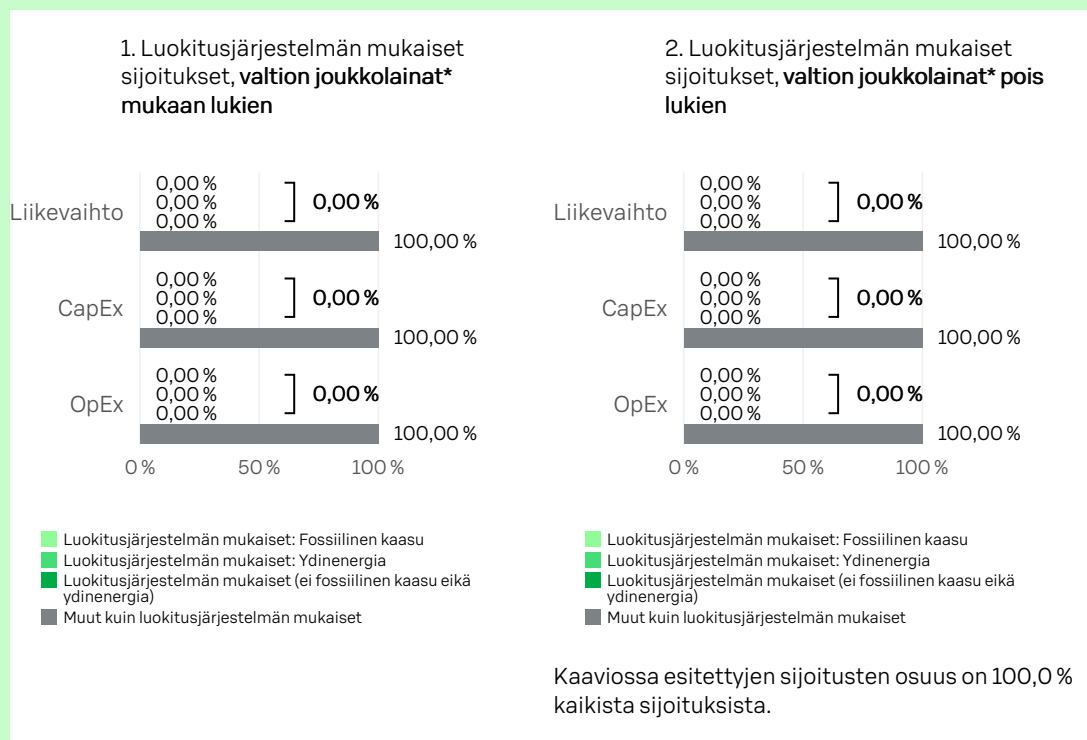 1. Luokitusjärjestelmän mukaiset
sijoitukset, valtion joukkolainat*
mukaan lukien
Liikevaihto
0,00 %
0,00 %
0,00 %
0,00 %
100,00 %
CapEx
0,00 %
0,00 %
0,00 %
0,00 %
100,00 %
OpEx
0,00 %
0,00 %
0,00 %
0,00 %
100,00 %
0 % 50 % 100 %
Luokitusjärjestelmän mukaiset: Fossiilinen kaasu
Luokitusjärjestelmän mukaiset: Ydinenergia
Luokitusjärjestelmän mukaiset (ei fossiilinen kaasu eikä
ydinenergia)
Muut kuin luokitusjärjestelmän mukaiset
2. Luokitusjärjestelmän mukaiset
sijoitukset, valtion joukkolainat* pois
lukien
Liikevaihto
0,00 %
0,00 %
0,00 %
0,00 %
100,00 %
CapEx
0,00 %
0,00 %
0,00 %
0,00 %
100,00 %
OpEx
0,00 %
0,00 %
0,00 %
0,00 %
100,00 %
0 % 50 % 100 %
Luokitusjärjestelmän mukaiset: Fossiilinen kaasu
Luokitusjärjestelmän mukaiset: Ydinenergia
Luokitusjärjestelmän mukaiset (ei fossiilinen kaasu eikä
ydinenergia)
Muut kuin luokitusjärjestelmän mukaiset
Kaaviossa esitettyjen sijoitusten osuus on 100,0 %
kaikista sijoituksista.